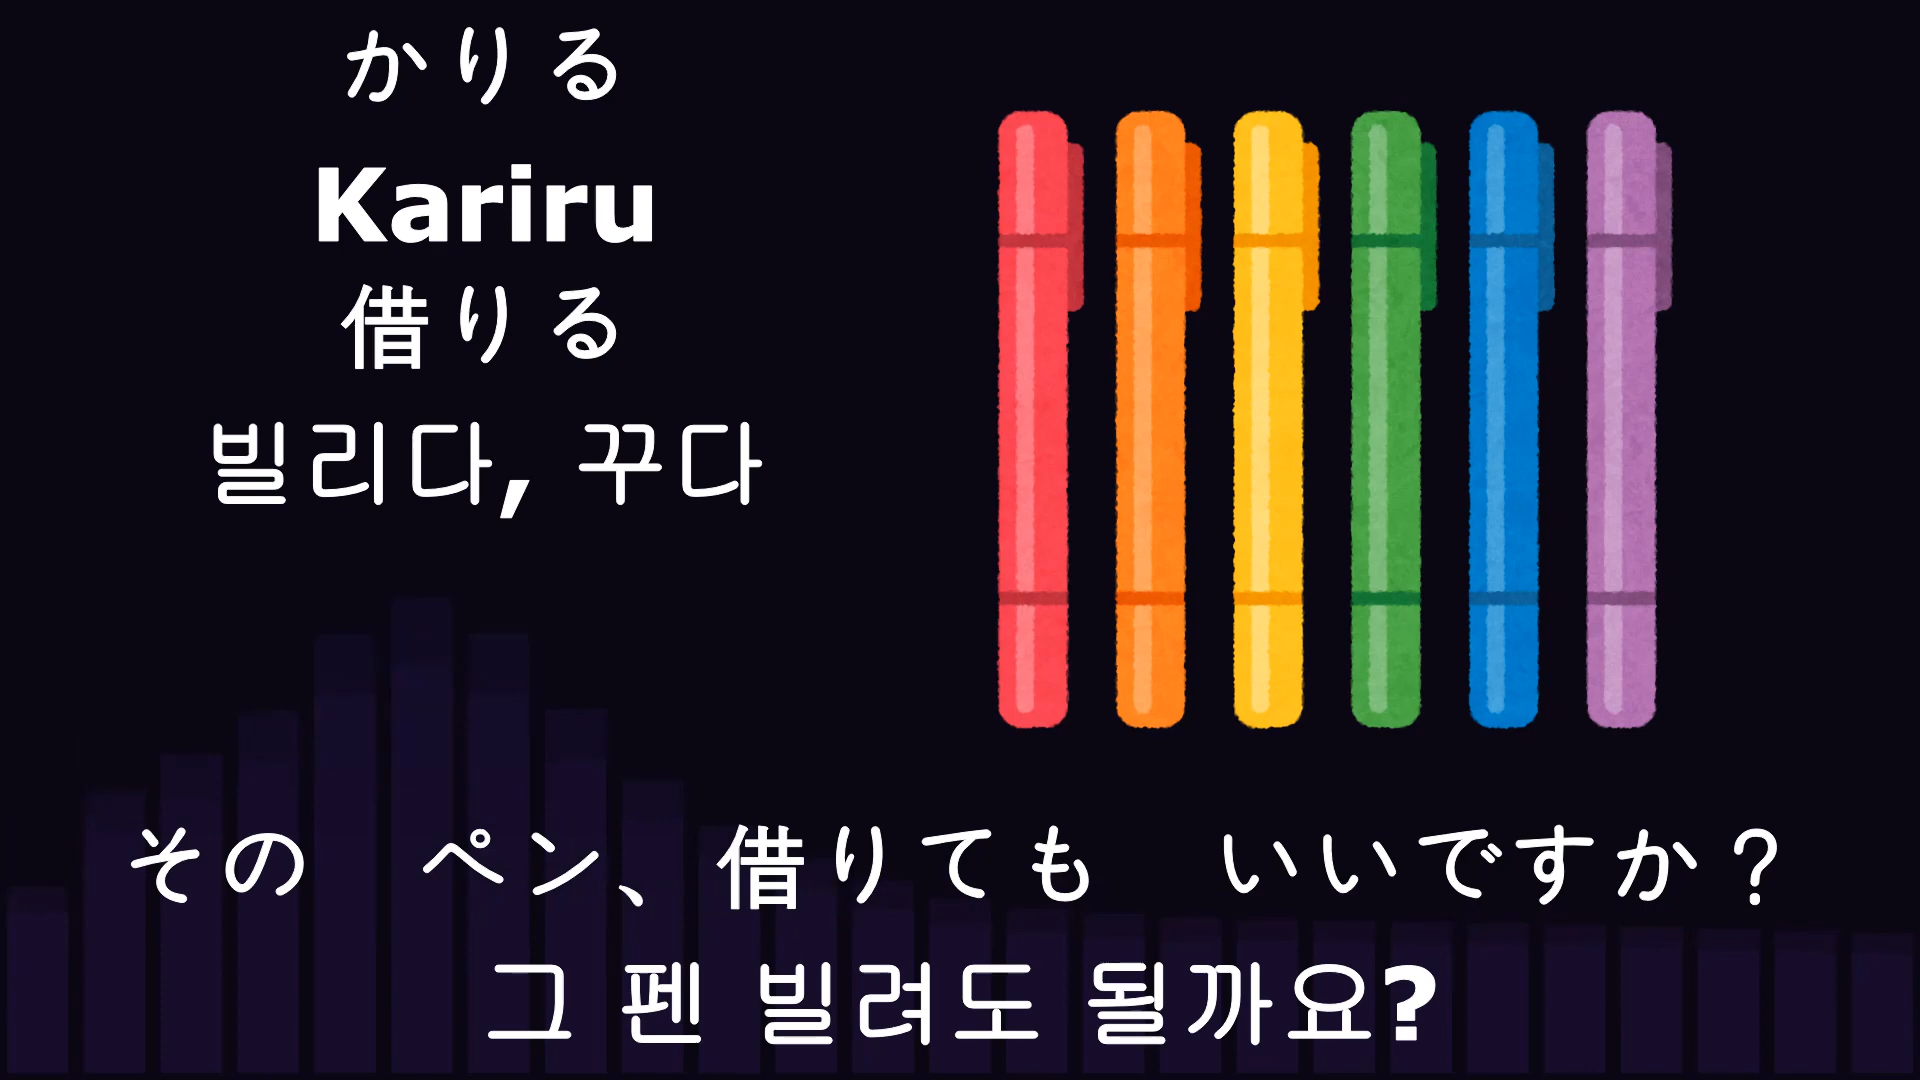 かりる
Kariru
借りる
빌리다, 꾸다
その　ペン、借りても　いいですか？
그 펜 빌려도 될까요?